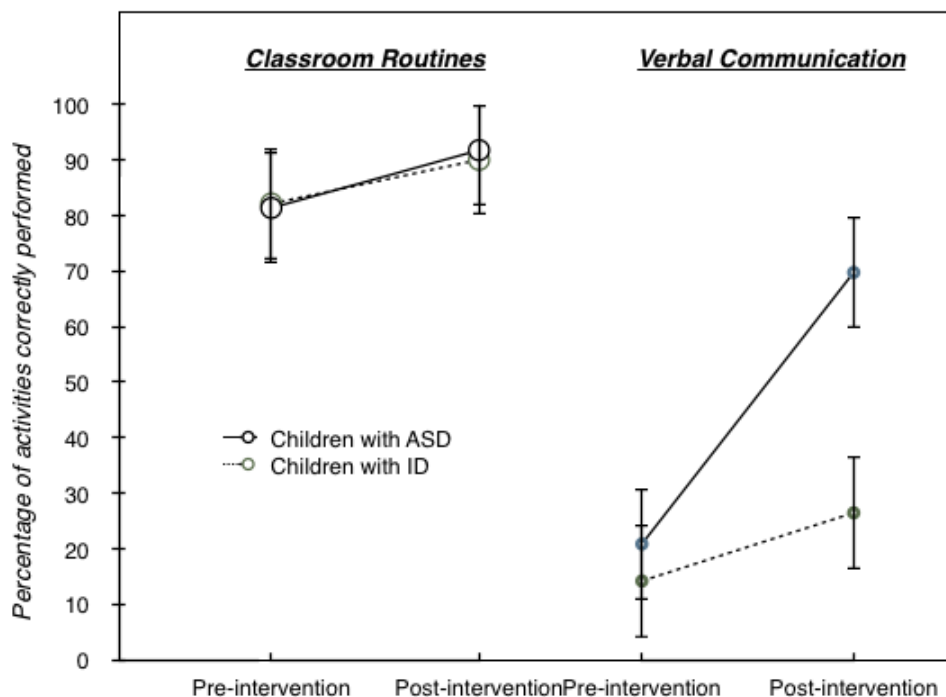 Classroom Routines
Verbal Communication
Percentage of activities correctly performed
100
90
80
70
60
50
40
30
20
10
0
Children with ASD
Children with ID
Pre-intervention
Post-intervention
Pre-intervention
Post-intervention